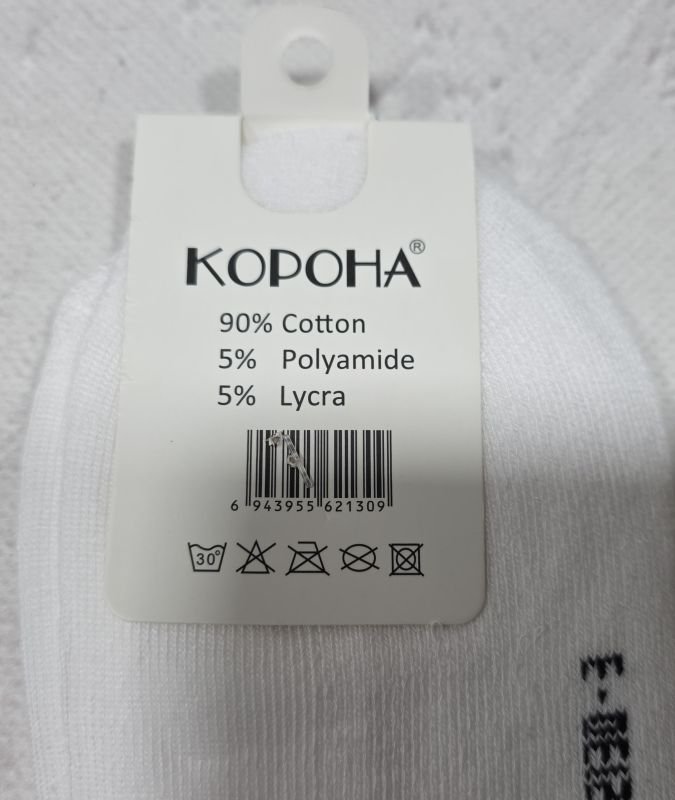 КОРОНА®
90% Cotton
5% Polyamide
5% Lycra
6 943955 621309
30°